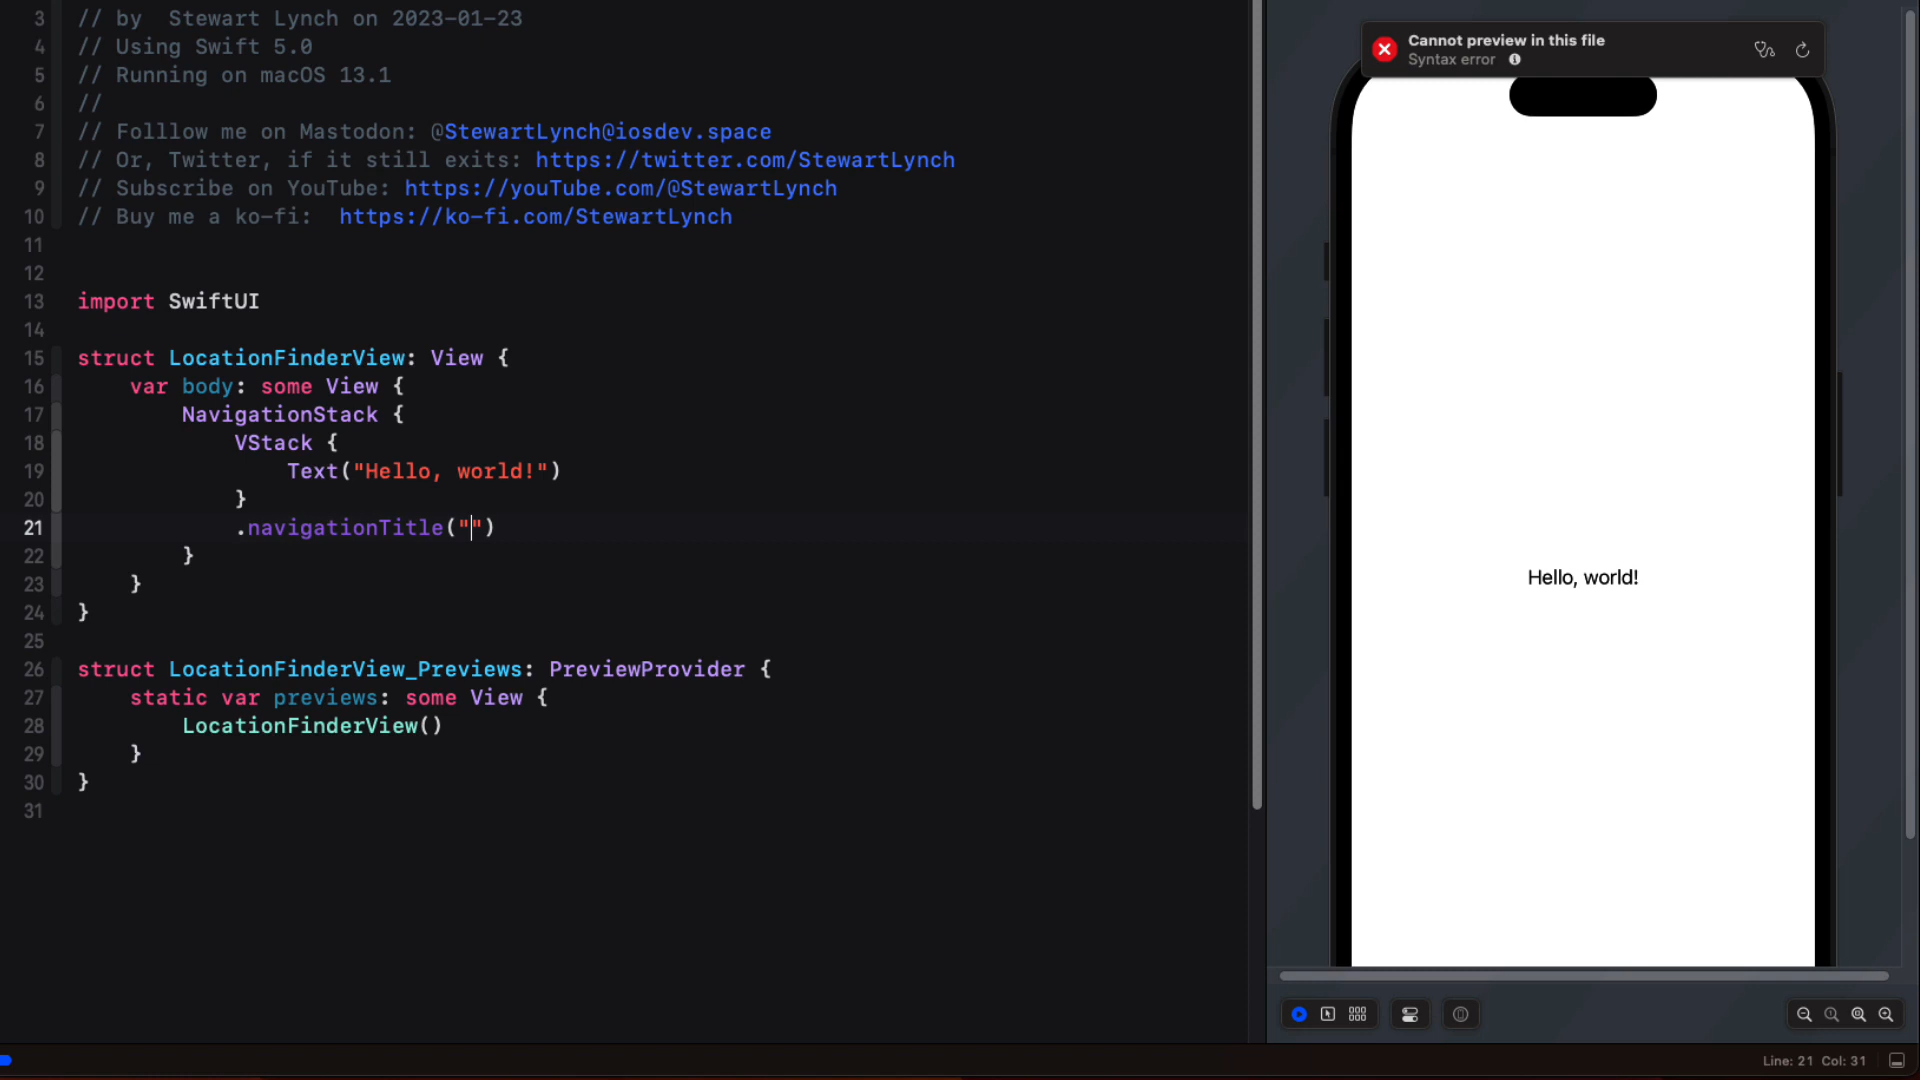 3 // by  Stewart Lynch on 2023-01-23
4 // Using Swift 5.0
5 // Running on macOS 13.1
6 //
7 // Folllow me on Mastodon: @StewartLynch@iosdev.space
8 // Or, Twitter, if it still exits: https://twitter.com/StewartLynch
9 // Subscribe on YouTube: https://youTube.com/@StewartLynch
10 // Buy me a ko-fi:  https://ko-fi.com/StewartLynch
11
12
13 import SwiftUI
14
15 struct LocationFinderView: View {
16     var body: some View {
17         NavigationStack {
18             VStack {
19                 Text("Hello, world!")
20             }
21             .navigationTitle("")
22         }
23     }
24 }
25
26 struct LocationFinderView_Previews: PreviewProvider {
27     static var previews: some View {
28         LocationFinderView()
29     }
30 }
31
Cannot preview in this file
Syntax error
Hello, world!
Line: 21 Col: 31